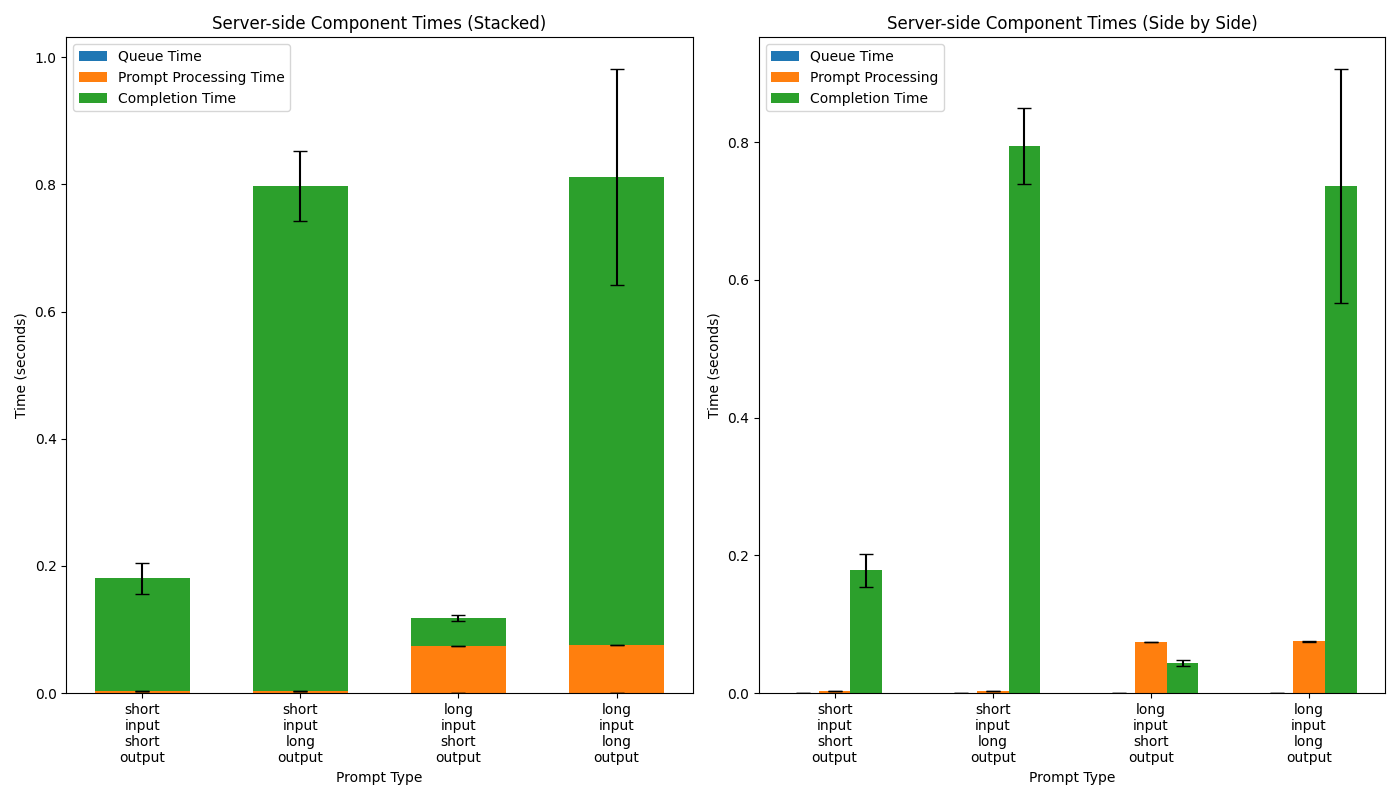 Server-side Component Times (Stacked)
Queue Time
Prompt Processing Time
Completion Time
1.0
0.8
0.6
0.4
0.2
0.0
Time (seconds)
short
input
short
output
short
input
long
output
long
input
short
output
long
input
long
output
Prompt Type
Server-side Component Times (Side by Side)
Queue Time
Prompt Processing
Completion Time
0.8
0.6
0.4
0.2
0.0
Time (seconds)
short
input
short
output
short
input
long
output
long
input
short
output
long
input
long
output
Prompt Type